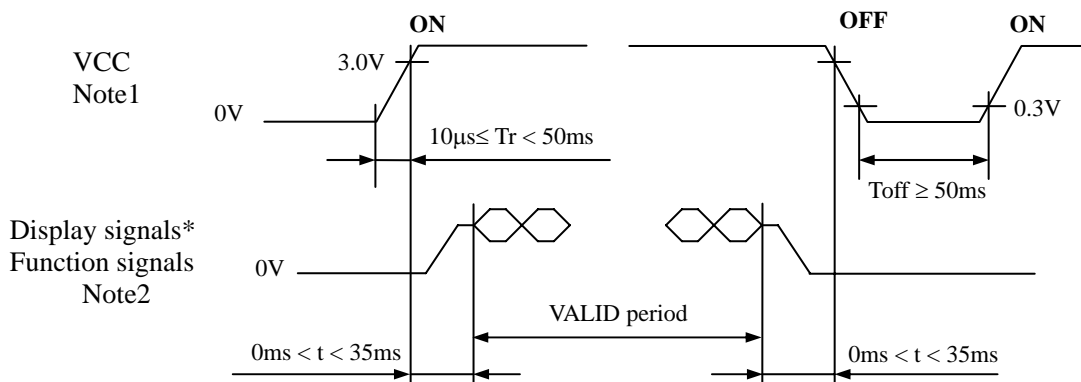 ON
OFF
ON
VCC
Note1
3.0V
0V
0.3V
10μs≤ Tr < 50ms
Toff ≥ 50ms
Display signals*
Function signals
Note2
0V
VALID period
0ms < t < 35ms
0ms < t < 35ms